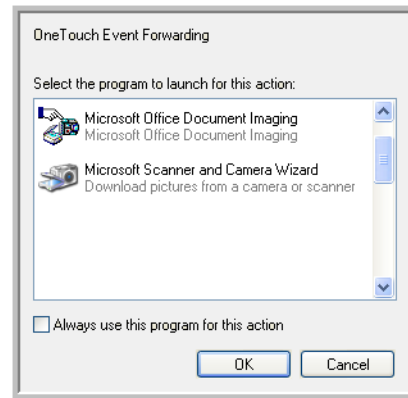 OneTouch Event Forwarding
Select the program to launch for this action:
Microsoft Office Document Imaging
Microsoft Office Document Imaging
Microsoft Scanner and Camera Wizard
Download pictures from a camera or scanner
Always use this program for this action
OK
Cancel